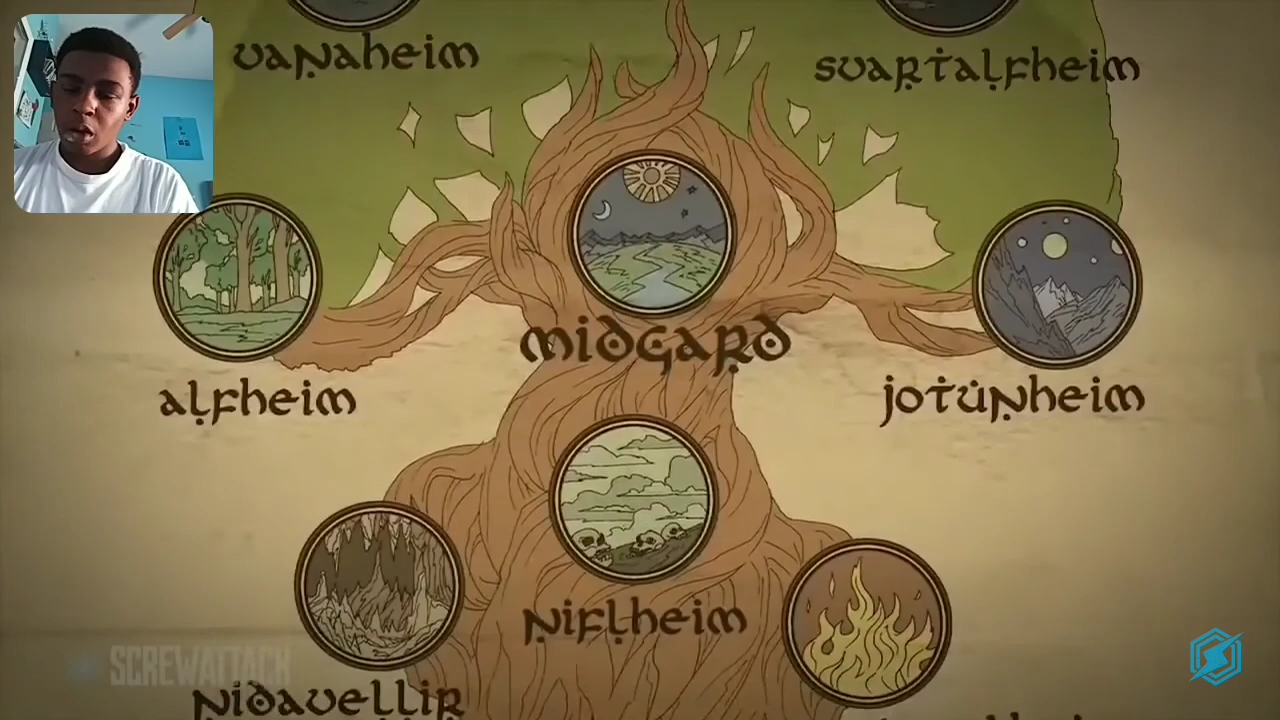 vanaheim
svartalfheim
midgard
alfheim
jotunheim
niflheim
SCREWATTACK
nidavellir